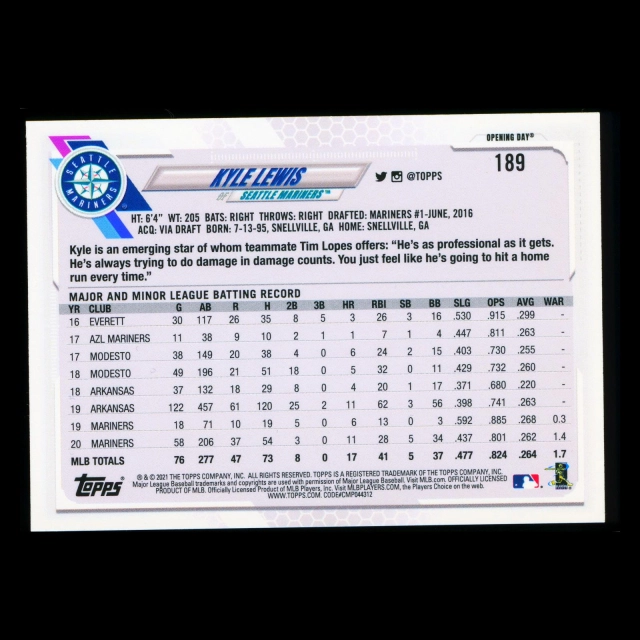 OPENING DAY®
189
SEATTLE MARINERS
KYLE LEWIS
OF SEATTLE MARINERS™
@TOPPS
HT: 6'4" WT: 205 BATS: RIGHT THROWS: RIGHT DRAFTED: MARINERS #1-JUNE, 2016
ACQ: VIA DRAFT BORN: 7-13-95, SNELLVILLE, GA HOME: SNELLVILLE, GA
Kyle is an emerging star of whom teammate Tim Lopes offers: “He's as professional as it gets.
He's always trying to do damage in damage counts. You just feel like he's going to hit a home
run every time.”
MAJOR AND MINOR LEAGUE BATTING RECORD
YR CLUB G AB R H 2B 3B HR RBI SB BB SLG OPS AVG WAR
16 EVERETT 30 117 26 35 8 5 3 26 3 16 .530 .915 .299 -
17 AZL MARINERS 11 38 9 10 2 1 1 7 1 4 .447 .811 .263 -
17 MODESTO 38 149 20 38 4 0 6 24 2 15 .403 .730 .255 -
18 MODESTO 49 196 21 51 18 0 5 32 0 11 .429 .732 .260 -
18 ARKANSAS 37 132 18 29 8 0 4 20 1 17 .371 .680 .220 -
19 ARKANSAS 122 457 61 120 25 2 11 62 3 56 .398 .741 .263 -
19 MARINERS 18 71 10 19 5 0 6 13 0 3 .592 .885 .268 0.3
20 MARINERS 58 206 37 54 3 0 11 28 5 34 .437 .801 .262 1.4
MLB TOTALS 76 277 47 73 8 0 17 41 5 37 .477 .824 .264 1.7
Topps®
® & © 2021 THE TOPPS COMPANY, INC. ALL RIGHTS RESERVED. TOPPS IS A REGISTERED TRADEMARK OF THE TOPPS COMPANY, INC.
Major League Baseball trademarks and copyrights are used with permission of Major League Baseball. Visit MLB.com. OFFICIALLY LICENSED
PRODUCT OF MLB. Officially Licensed Product of MLB Players, Inc. Visit MLBPLAYERS.COM, the Players Choice on the web.
WWW.TOPPS.COM. CODE#CMP044312